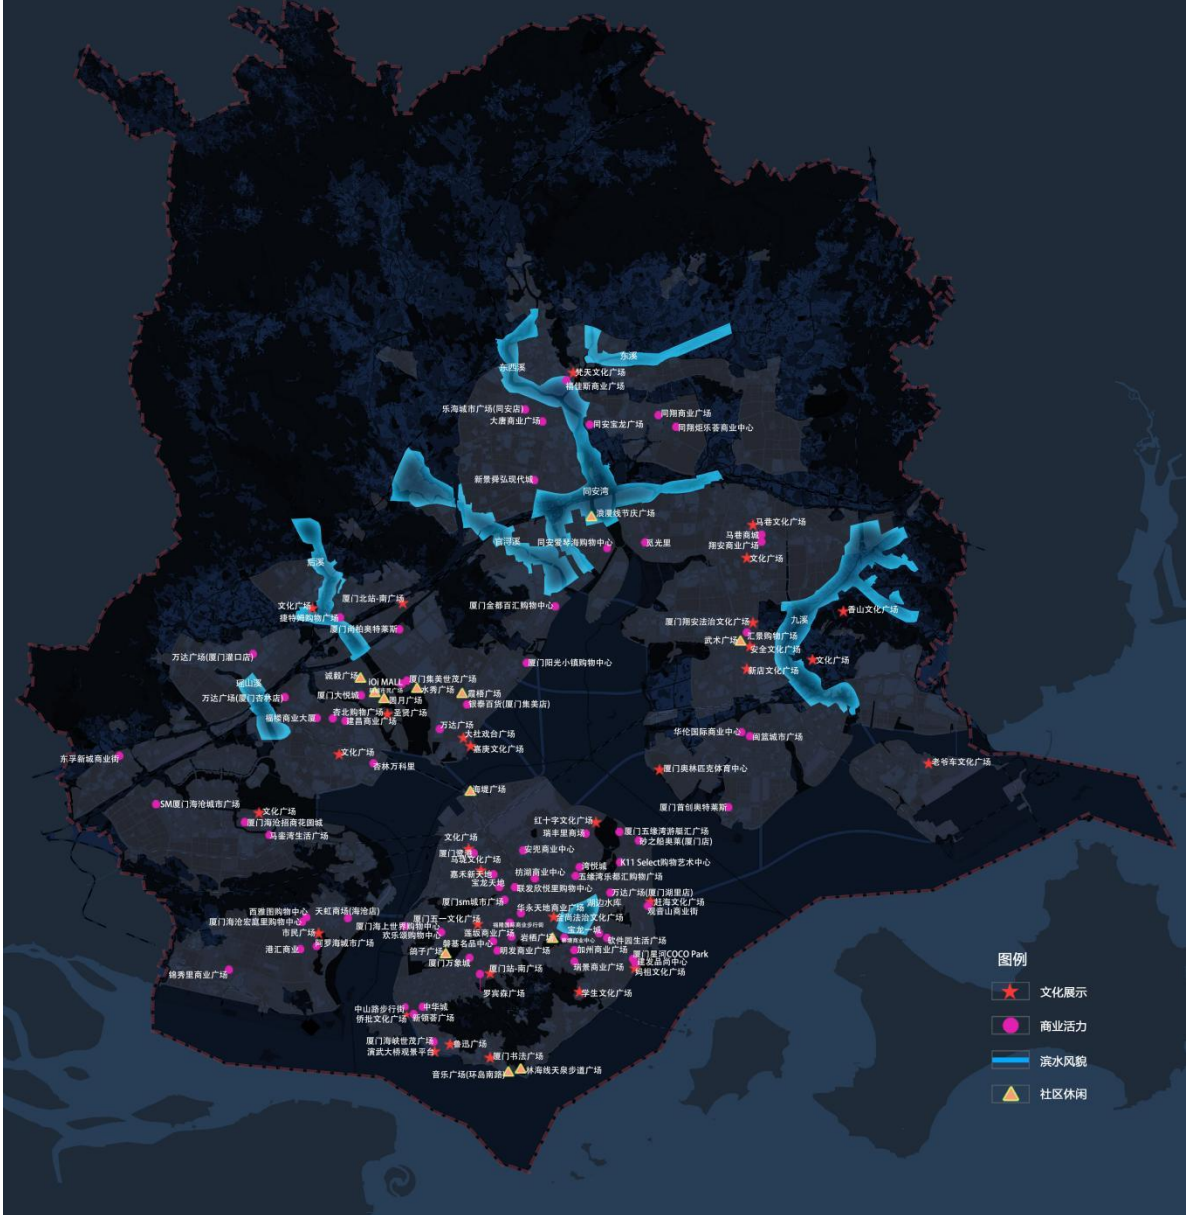 东溪
东西溪
梵天文化广场
福佳斯商业广场
乐海城市广场(同安店)
大唐商业广场
同安宝龙广场
同翔商业广场
同翔炬乐荟商业中心
新景舜弘现代城
同安湾
浪漫线节庆广场
官浔溪
同安爱琴海购物中心
觅光里
马巷文化广场
马巷商城
翔安商业广场
文化广场
文化广场
捷特姆购物广场
厦门北站-南广场
厦门尚柏奥特莱斯
厦门金都百汇购物中心
厦门翔安法治文化广场
汇景购物广场
武术广场
安全文化广场
新店文化广场
九溪
香山文化广场
文化广场
万达广场(厦门灌口店)
瑶山溪
万达广场(厦门杏林店)
诚毅广场
iOi MALL
厦门集美世茂广场
厦门大悦城
水秀广场
圆月广场
霞梧广场
银泰百货(厦门集美店)
厦门阳光小镇购物中心
福楼商业大厦
杏北购物广场
圣贤广场
建昌商业广场
万达广场
大社戏台广场
嘉庚文化广场
华伦国际商业中心
闽篮城市广场
东孚新城商业街
文化广场
杏林万科里
厦门奥林匹克体育中心
老爷车文化广场
海堤广场
SM厦门海沧城市广场
文化广场
厦门海沧招商花园城
马銮湾生活广场
厦门首创奥特莱斯
红十字文化广场
瑞丰里商场
厦门五缘湾游艇汇广场
砂之船奥莱(厦门店)
文化广场
安兜商业中心
马垅文化广场
湾悦城
K11 Select购物艺术中心
嘉禾新天地
枋湖商业中心
五缘湾乐都汇购物广场
宝龙天地
联发欣悦里购物中心
万达广场(厦门湖里店)
厦门sm城市广场
湖边水库
赶海文化广场
观音山商业街
西雅图购物中心
天虹商场(海沧店)
厦门海沧宏庭里购物中心
市民广场
阿罗海城市广场
港汇商业
锦秀里商业广场
厦门五一文化广场
厦门海上世界购物中心
欢乐颂购物中心
华永天地商业广场
金尚法治文化广场
莲坂商业广场
岩栖广场
宝龙一城
软件园生活广场
磐基名品中心
鸽子广场
明发商业广场
加州商业广场
厦门星河COCO Park
建发品尚中心
妈祖文化广场
厦门万象城
厦门站-南广场
瑞景商业广场
罗宾森广场
学生文化广场
中山路步行街
中华城
侨批文化广场
新领荟广场
厦门海峡世茂广场
演武大桥观景平台
鲁迅广场
厦门书法广场
音乐广场(环岛南路)
林海线天泉步道广场
图例
文化展示
商业活力
滨水风貌
社区休闲